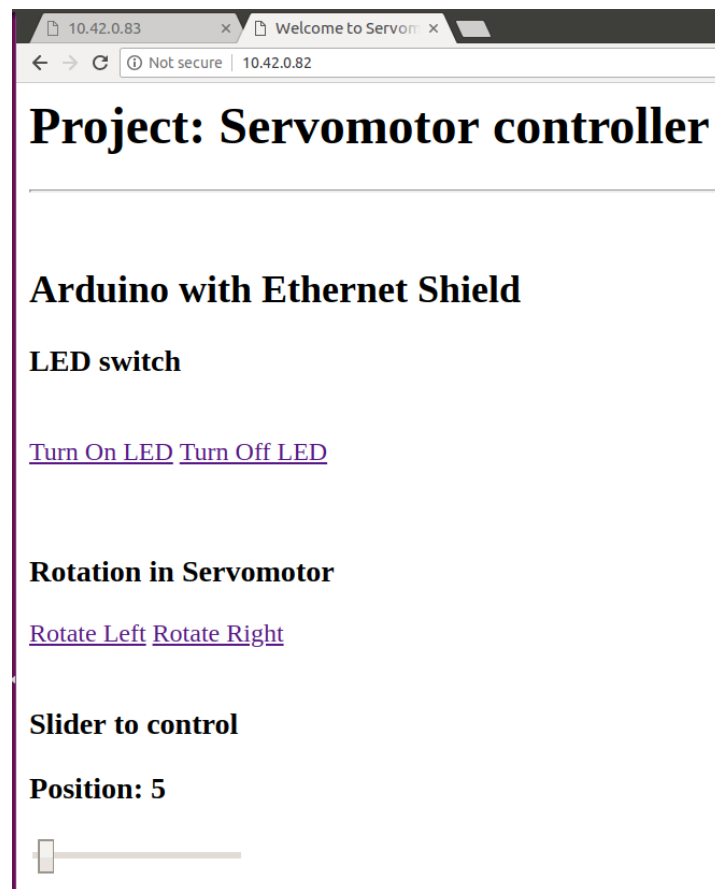 10.42.0.83
Welcome to Servom
Not secure
10.42.0.82
Project: Servomotor controller
Arduino with Ethernet Shield
LED switch
Turn On LED Turn Off LED
Rotation in Servomotor
Rotate Left Rotate Right
Slider to control
Position: 5